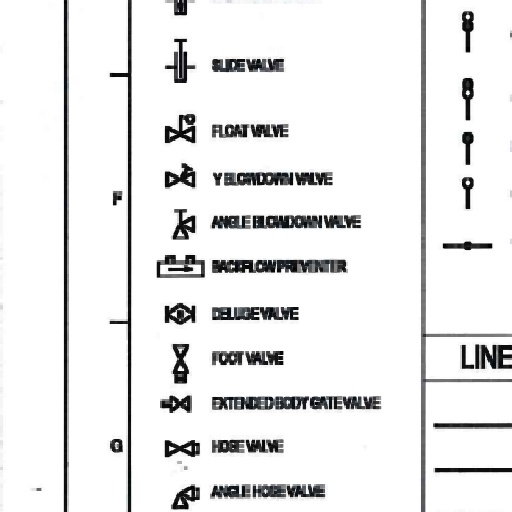 SLIDE VALVE
FLOAT VALVE
F
Y BLOWDOWN VALVE
ANGLE BLOWDOWN VALVE
BACKFLOW PREVENTER
DELUGE VALVE
FOOT VALVE
LINE
EXTENDED BODY GATE VALVE
G
HOSE VALVE
ANGLE HOSE VALVE